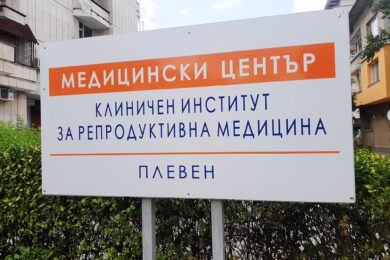 МЕДИЦИНСКИ ЦЕНТЪР
КЛИНИЧЕН ИНСТИТУТ
ЗА РЕПРОДУКТИВНА МЕДИЦИНА
ПЛЕВЕН